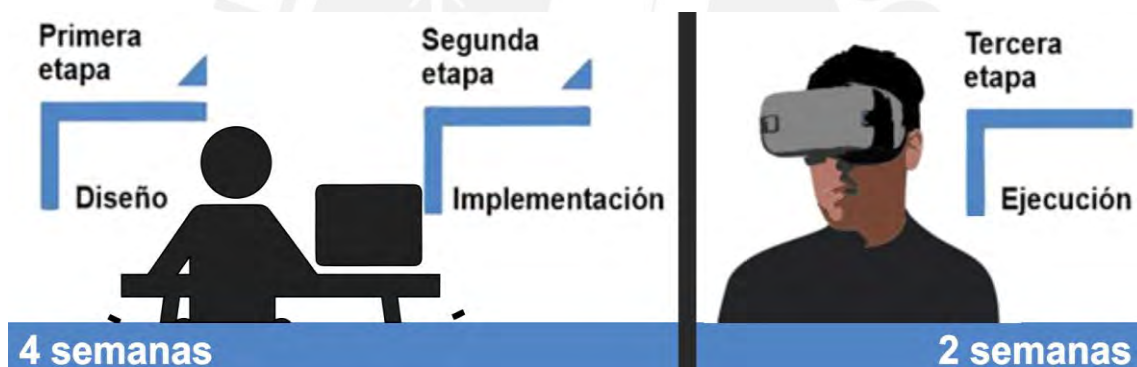 Primera
etapa
Diseño
Segunda
etapa
Implementación
Tercera
etapa
Ejecución
4 semanas
2 semanas